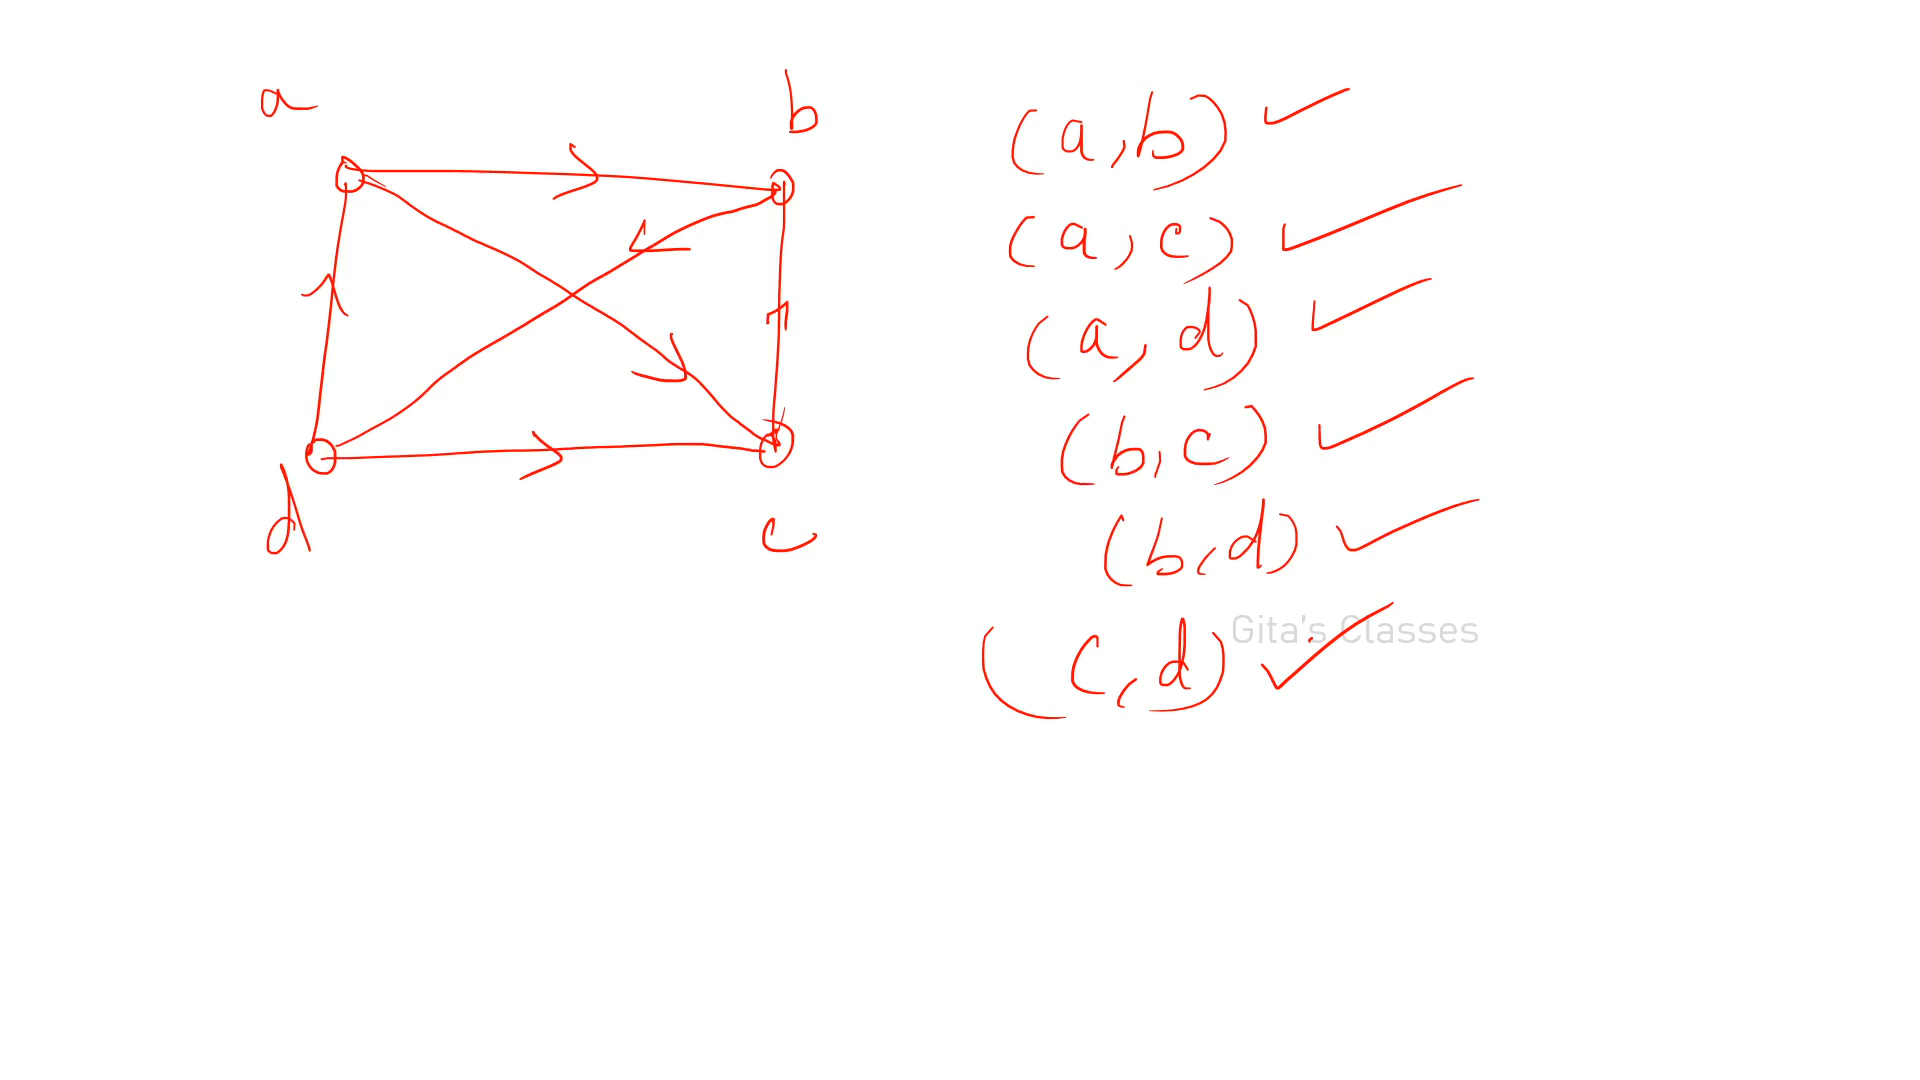 a
b
d
c
(a,b) ✓
(a,c) ✓
(a,d) ✓
(b,c) ✓
(b,d) ✓
Gita's Classes
(c,d) ✓